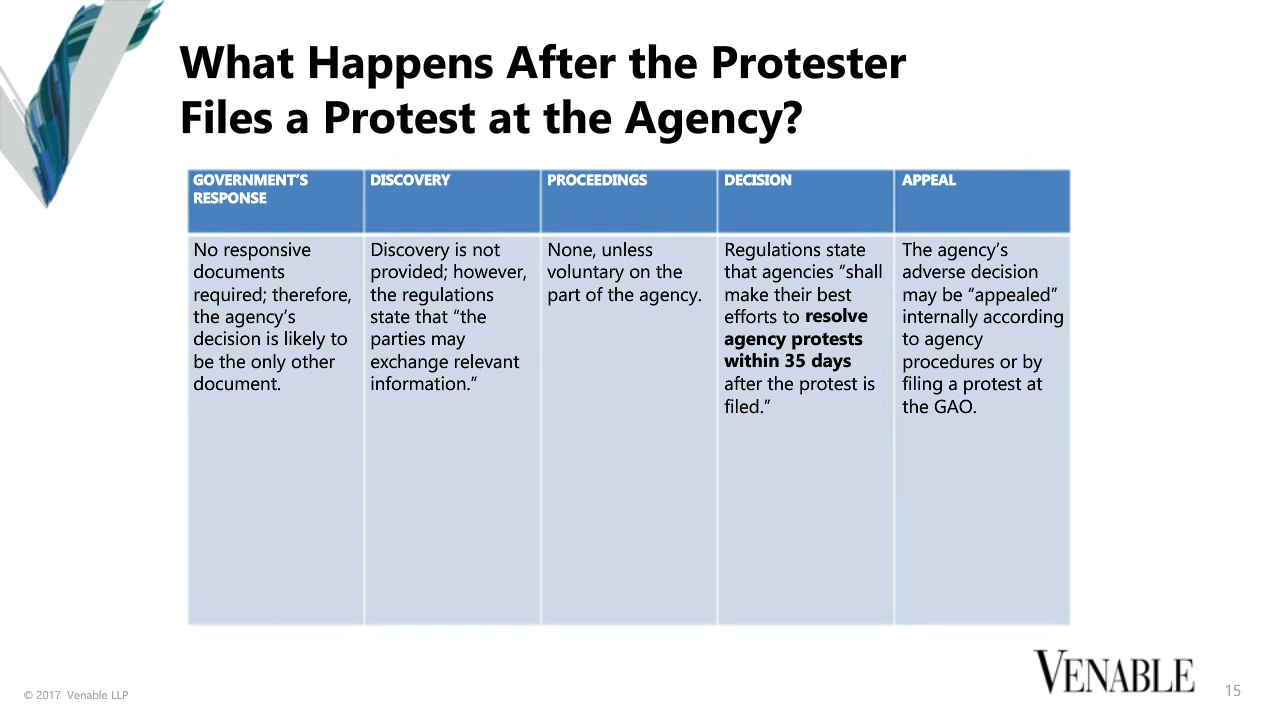 What Happens After the Protester
Files a Protest at the Agency?
GOVERNMENT’S
RESPONSE
DISCOVERY
PROCEEDINGS
DECISION
APPEAL
No responsive
documents
required; therefore,
the agency’s
decision is likely to
be the only other
document.
Discovery is not
provided; however,
the regulations
state that “the
parties may
exchange relevant
information.”
None, unless
voluntary on the
part of the agency.
Regulations state
that agencies “shall
make their best
efforts to resolve
agency protests
within 35 days
after the protest is
filed.”
The agency’s
adverse decision
may be “appealed”
internally according
to agency
procedures or by
filing a protest at
the GAO.
© 2017 Venable LLP
VENABLE
15